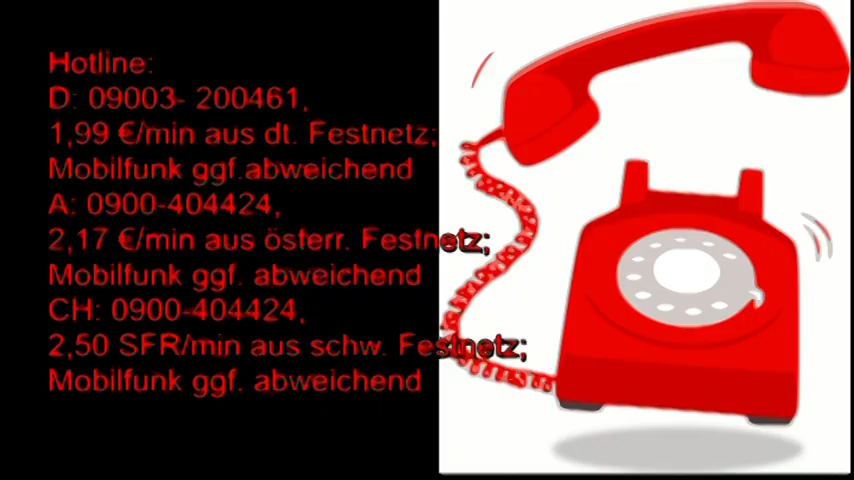 Hotline:
D: 09003- 200461,
1,99 €/min aus dt. Festnetz;
Mobilfunk ggf.abweichend
A: 0900-404424,
2,17 €/min aus österr. Festnetz;
Mobilfunk ggf. abweichend
CH: 0900-404424,
2,50 SFR/min aus schw. Festnetz;
Mobilfunk ggf. abweichend